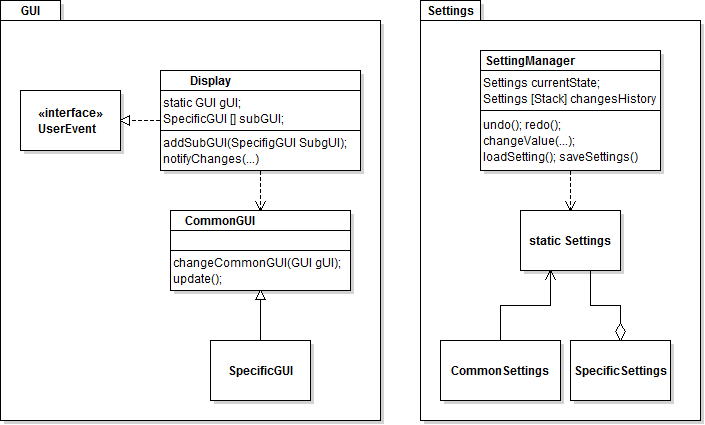 GUI
Display
static GUI gUI;
SpecificGUI [] subGUI;
addSubGUI(SpecifigGUI SubgUI);
notifyChanges(...)
«interface»
UserEvent
CommonGUI
changeCommonGUI(GUI gUI);
update();
SpecificGUI
Settings
SettingManager
Settings currentState;
Settings [Stack] changesHistory
undo(); redo();
changeValue(...);
loadSetting(); saveSettings()
static Settings
CommonSettings
SpecificSettings